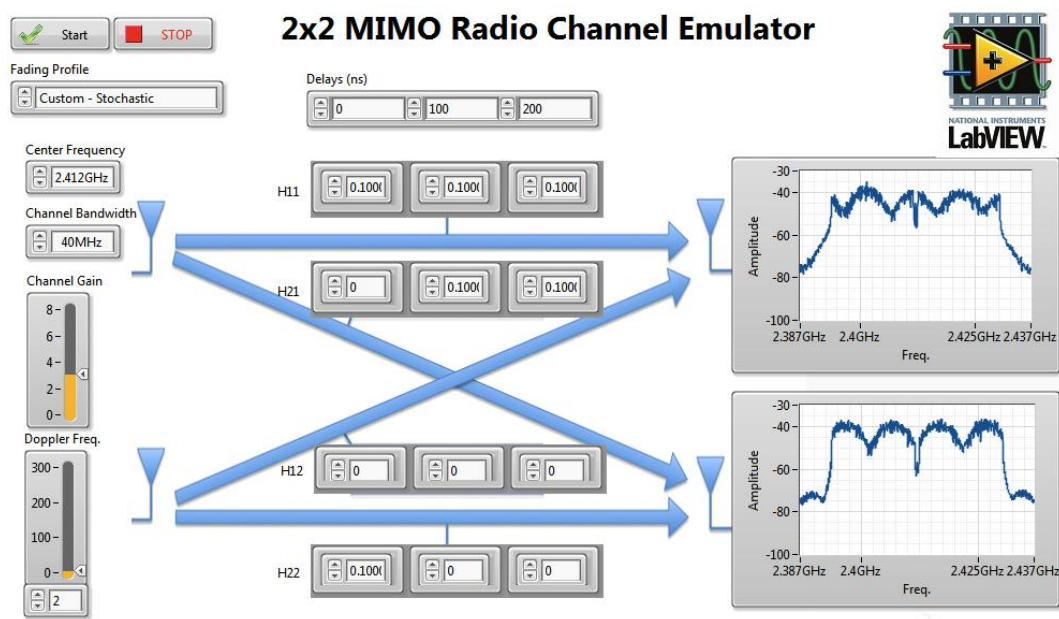 2x2 MIMO Radio Channel Emulator
Start
STOP
Fading Profile
Custom - Stochastic
Delays (ns)
0
100
200
NATIONAL INSTRUMENTS
LabVIEW
Center Frequency
2.412GHz
Channel Bandwidth
40MHz
Channel Gain
8
6
4
2
0
Doppler Freq.
300
200
100
0
2
H11
0.100
0.100
0.100
H21
0
0.100
0.100
H12
0
0
0
H22
0.100
0
0
Amplitude
-30
-40
-60
-80
-100
2.387GHz
2.4GHz
2.425GHz
2.437GHz
Freq.
Amplitude
-30
-40
-60
-80
-100
2.387GHz
2.4GHz
2.425GHz
2.437GHz
Freq.